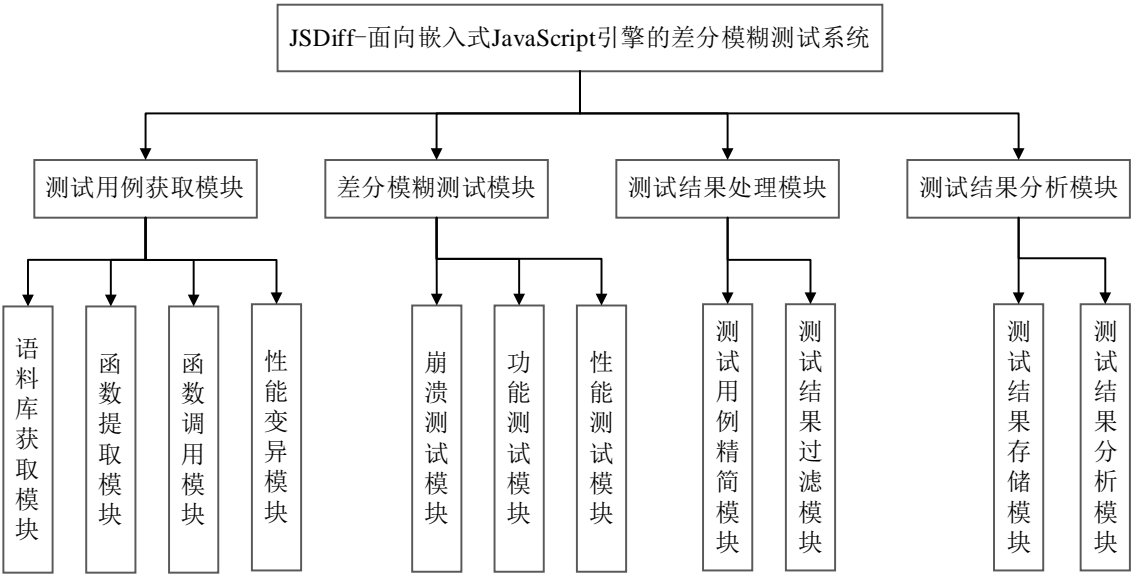 JSDiff-面向嵌入式JavaScript引擎的差分模糊测试系统
测试用例获取模块
差分模糊测试模块
测试结果处理模块
测试结果分析模块
语料库获取模块
函数提取模块
函数调用模块
性能变异模块
崩溃测试模块
功能测试模块
性能测试模块
测试用例精简模块
测试结果过滤模块
测试结果存储模块
测试结果分析模块